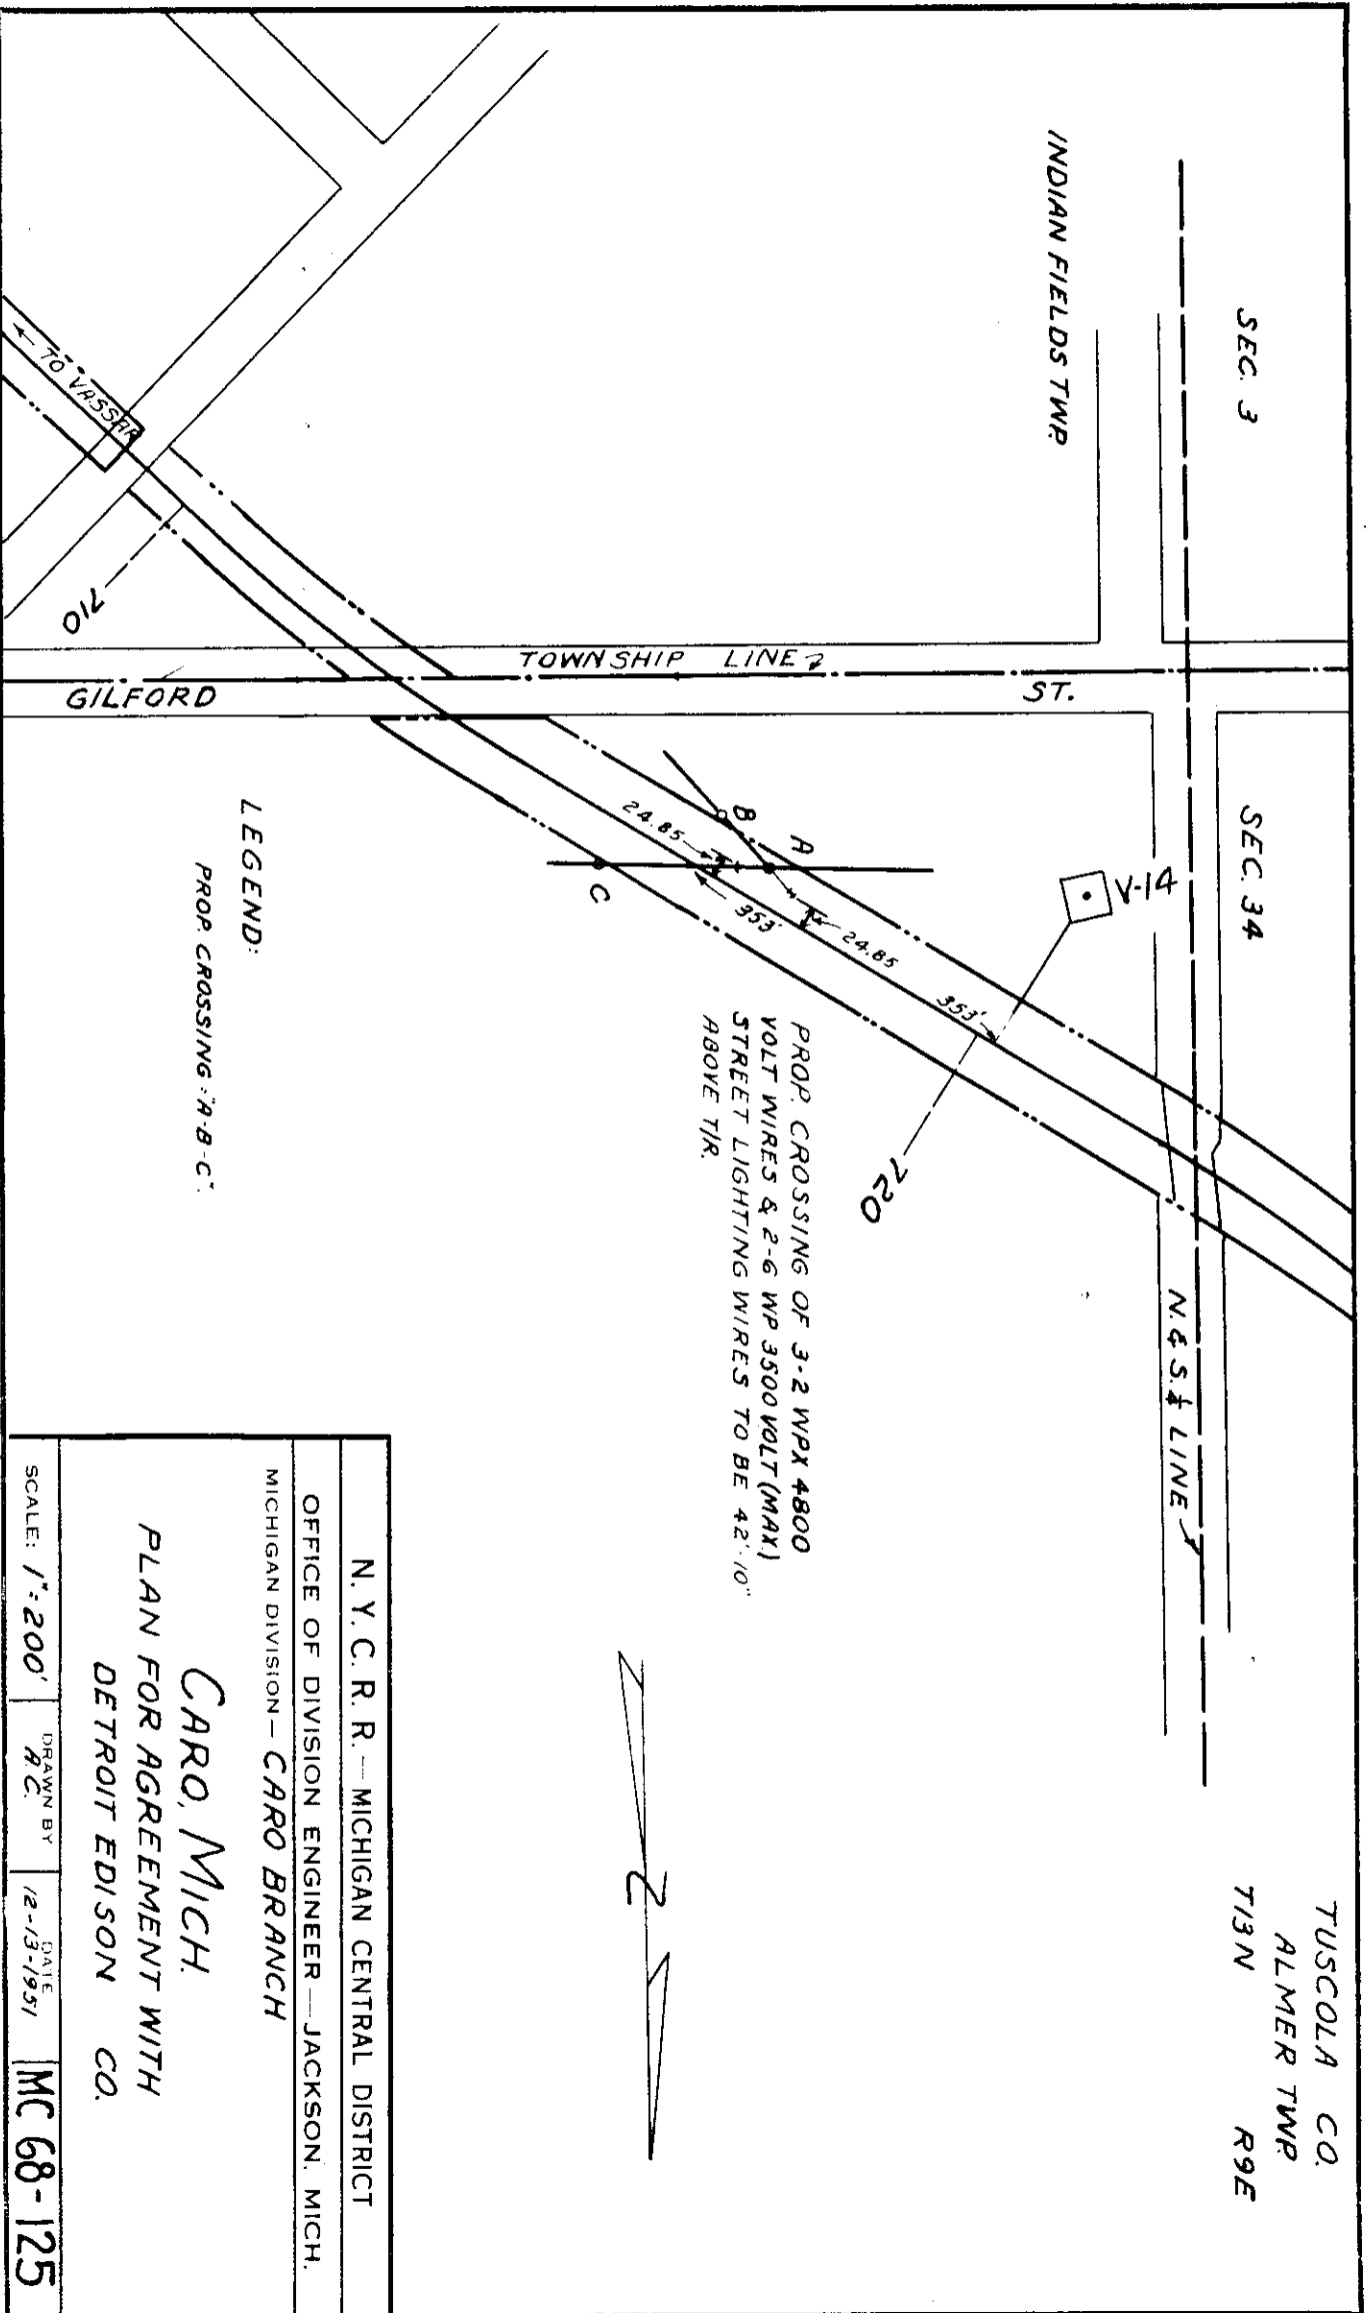 TUSCOLA CO.
ALMER TWP.
T13N R9E
SEC. 3
SEC. 34
INDIAN FIELDS TWP.
N. & S. ¼ LINE
V-14
TOWNSHIP LINE
GILFORD ST.
← TO VASSAR
710
720
A
B
C
24.85
353'
24.85
353'
PROP. CROSSING OF 3-2 WPX 4800
VOLT WIRES & 2-6 WP 3500 VOLT (MAX.)
STREET LIGHTING WIRES TO BE 42'-10"
ABOVE T/R.
LEGEND:
PROP. CROSSING: "A-B-C".
N
N. Y. C. R. R. — MICHIGAN CENTRAL DISTRICT
OFFICE OF DIVISION ENGINEER — JACKSON, MICH.
MICHIGAN DIVISION — CARO BRANCH
CARO, MICH.
PLAN FOR AGREEMENT WITH
DETROIT EDISON CO.
SCALE: 1"=200'
DRAWN BY
A.C.
DATE
12-13-1951
MC 68-125